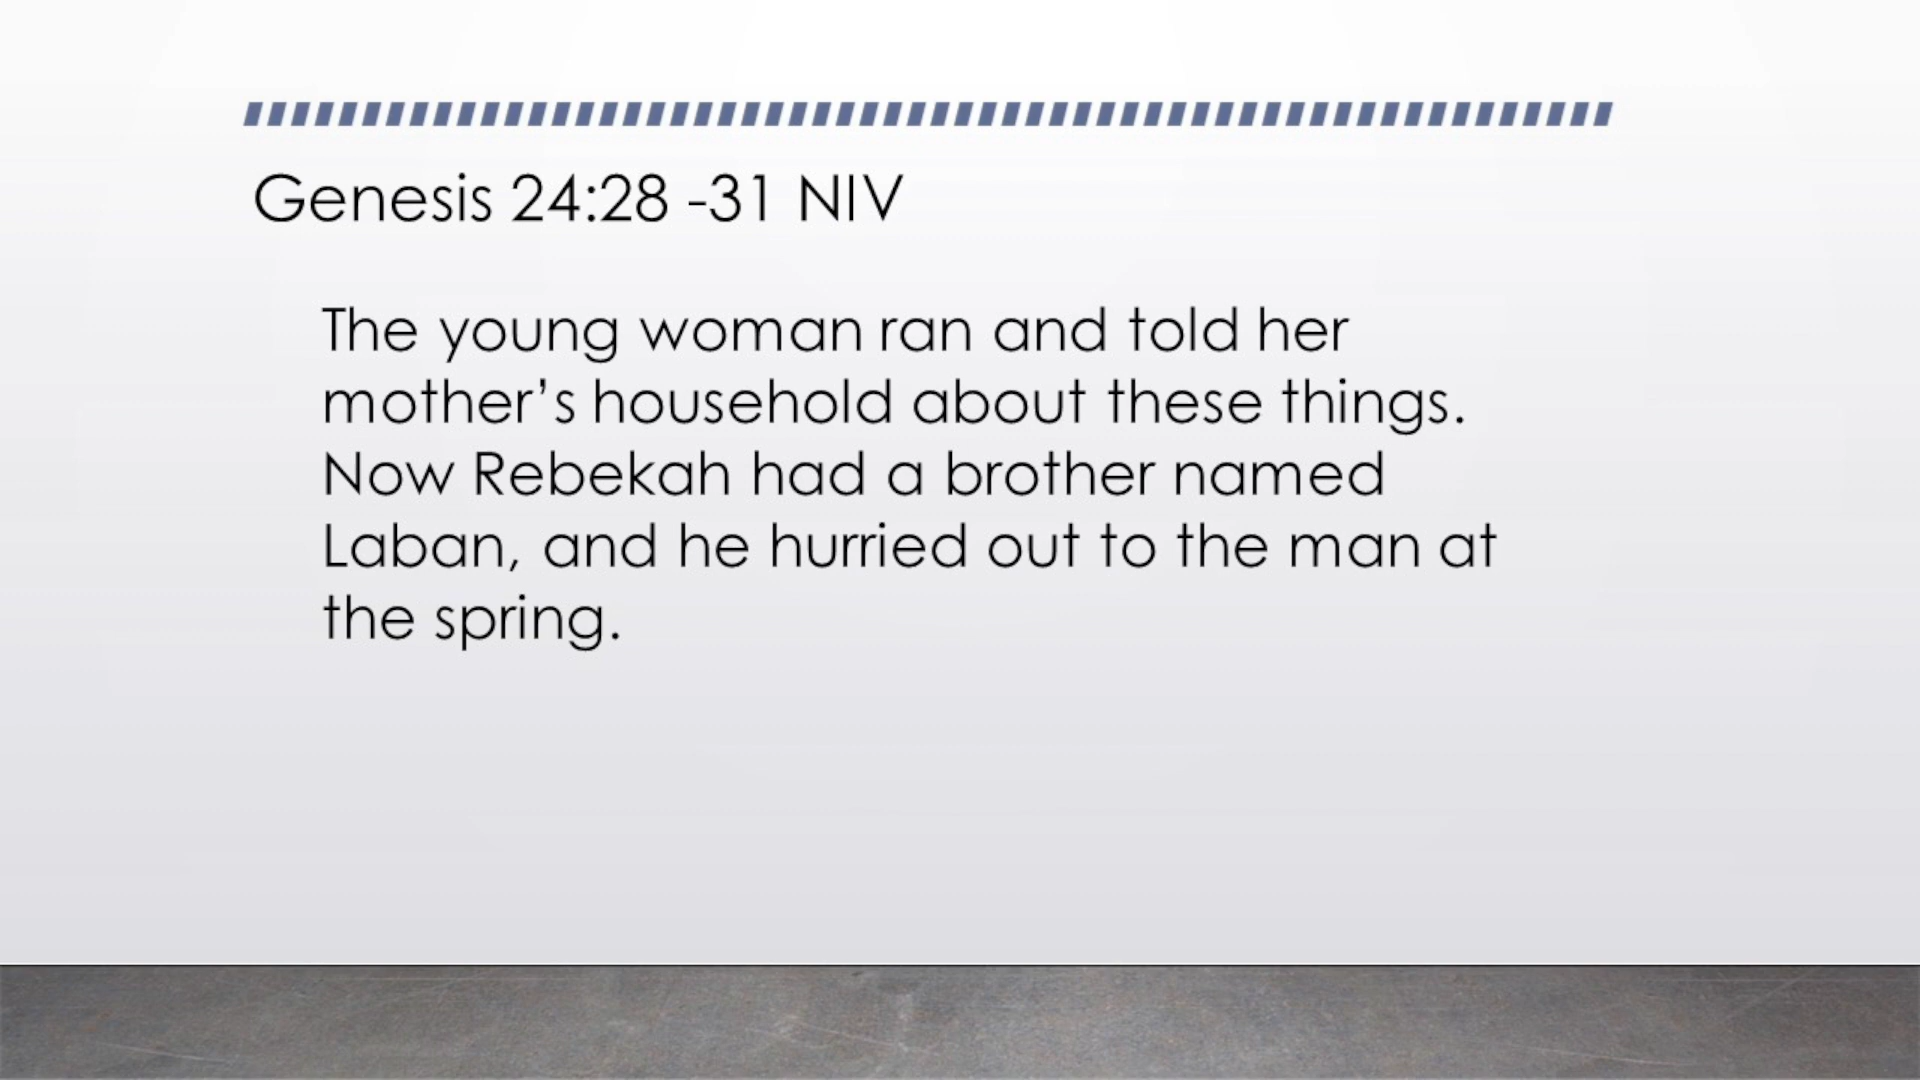 Genesis 24:28 -31 NIV
The young woman ran and told her
mother’s household about these things.
Now Rebekah had a brother named
Laban, and he hurried out to the man at
the spring.